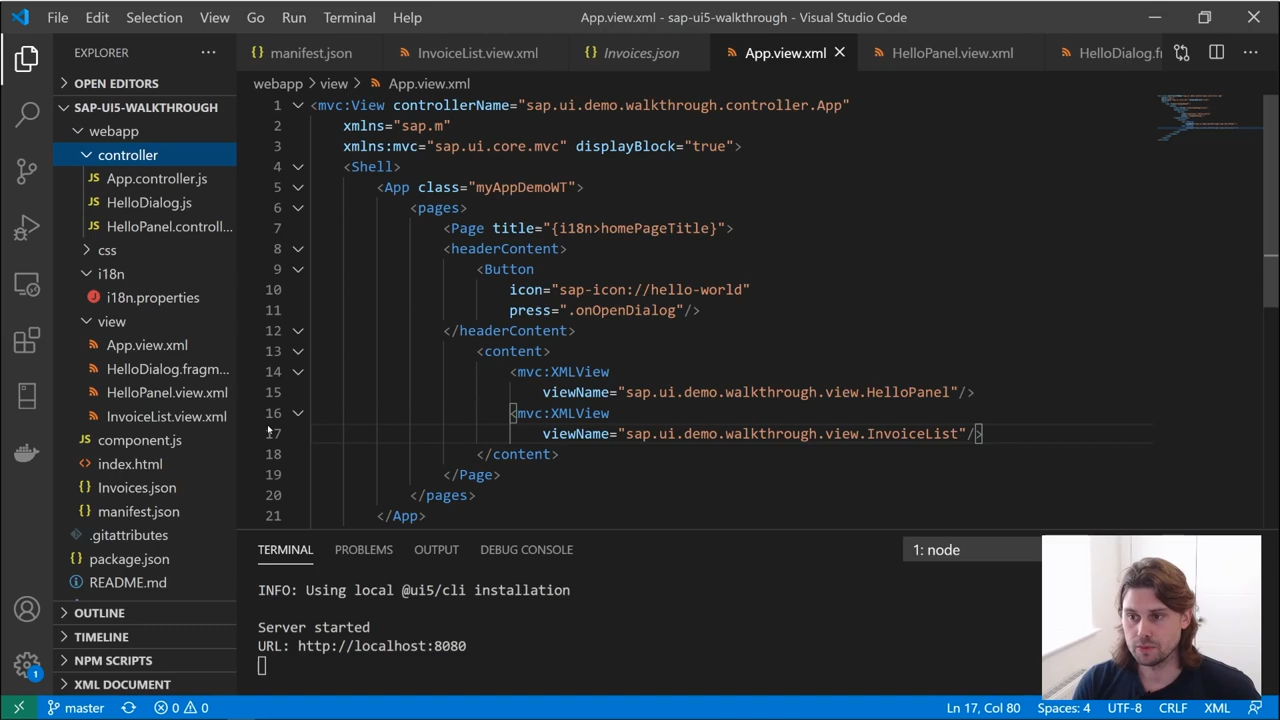 File Edit Selection View Go Run Terminal Help App.view.xml - sap-ui5-walkthrough - Visual Studio Code
EXPLORER
manifest.json InvoiceList.view.xml Invoices.json App.view.xml HelloPanel.view.xml HelloDialog.fr
OPEN EDITORS
SAP-UI5-WALKTHROUGH
webapp
controller
App.controller.js
HelloDialog.js
HelloPanel.controll...
css
i18n
i18n.properties
view
App.view.xml
HelloDialog.fragm...
HelloPanel.view.xml
InvoiceList.view.xml
component.js
index.html
Invoices.json
manifest.json
.gitattributes
package.json
README.md
OUTLINE
TIMELINE
NPM SCRIPTS
XML DOCUMENT
webapp > view > App.view.xml
1 <mvc:View controllerName="sap.ui.demo.walkthrough.controller.App"
2 xmlns="sap.m"
3 xmlns:mvc="sap.ui.core.mvc" displayBlock="true">
4 <Shell>
5 <App class="myAppDemoWT">
6 <pages>
7 <Page title="{i18n>homePageTitle}">
8 <headerContent>
9 <Button
10 icon="sap-icon://hello-world"
11 press=".onOpenDialog"/>
12 </headerContent>
13 <content>
14 <mvc:XMLView
15 viewName="sap.ui.demo.walkthrough.view.HelloPanel"/>
16 <mvc:XMLView
17 viewName="sap.ui.demo.walkthrough.view.InvoiceList"/>
18 </content>
19 </Page>
20 </pages>
21 </App>
TERMINAL PROBLEMS OUTPUT DEBUG CONSOLE 1: node
INFO: Using local @ui5/cli installation
Server started
URL: http://localhost:8080
1
master 0 0 Ln 17, Col 80 Spaces: 4 UTF-8 CRLF XML